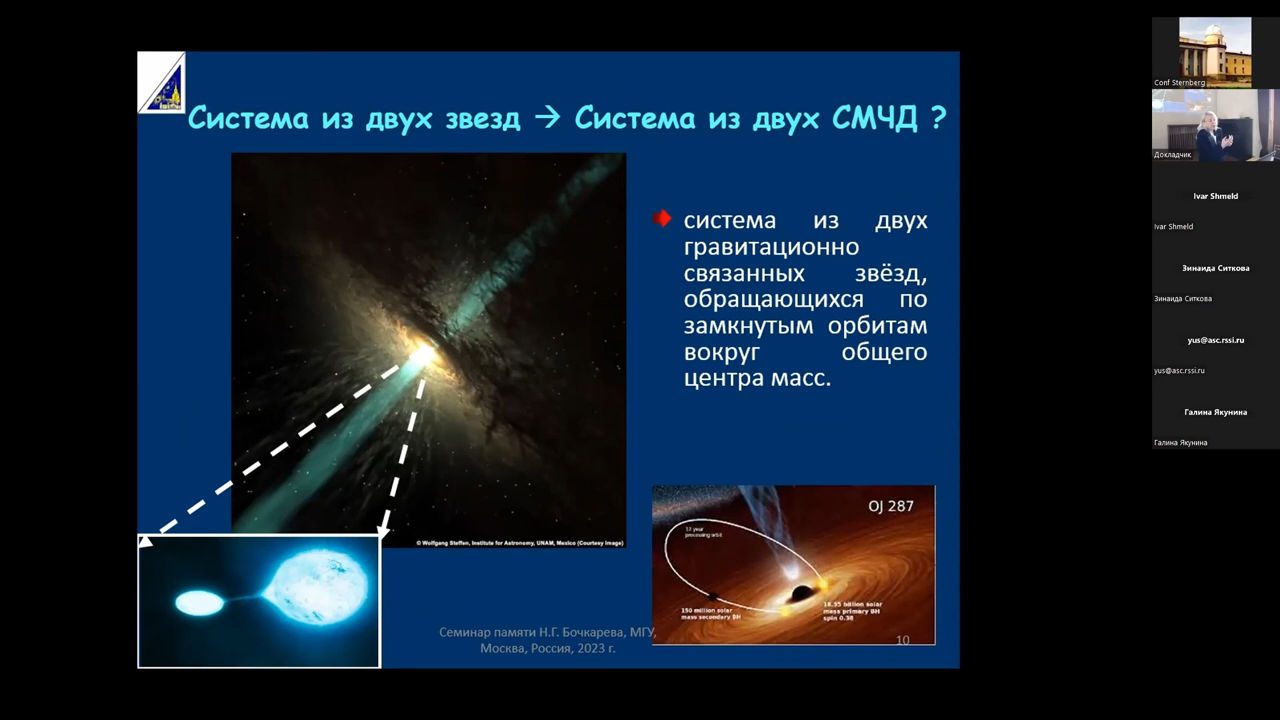 Система из двух звезд → Система из двух СМЧД ?
система из двух
гравитационно
связанных звёзд,
обращающихся по
замкнутым орбитам
вокруг общего
центра масс.
© Wolfgang Steffen, Institute for Astronomy, UNAM, Mexico (Courtesy Image)
OJ 287
12 year
precessing orbit
150 million solar
mass secondary BH
18.35 billion solar
mass primary BH
spin 0.38
Семинар памяти Н.Г. Бочкарева, МГУ,
Москва, Россия, 2023 г.
10
Conf Sternberg
Докладчик
Ivar Shmeld
Ivar Shmeld
Зинаида Ситкова
Зинаида Ситкова
yus@asc.rssi.ru
yus@asc.rssi.ru
Галина Якунина
Галина Якунина